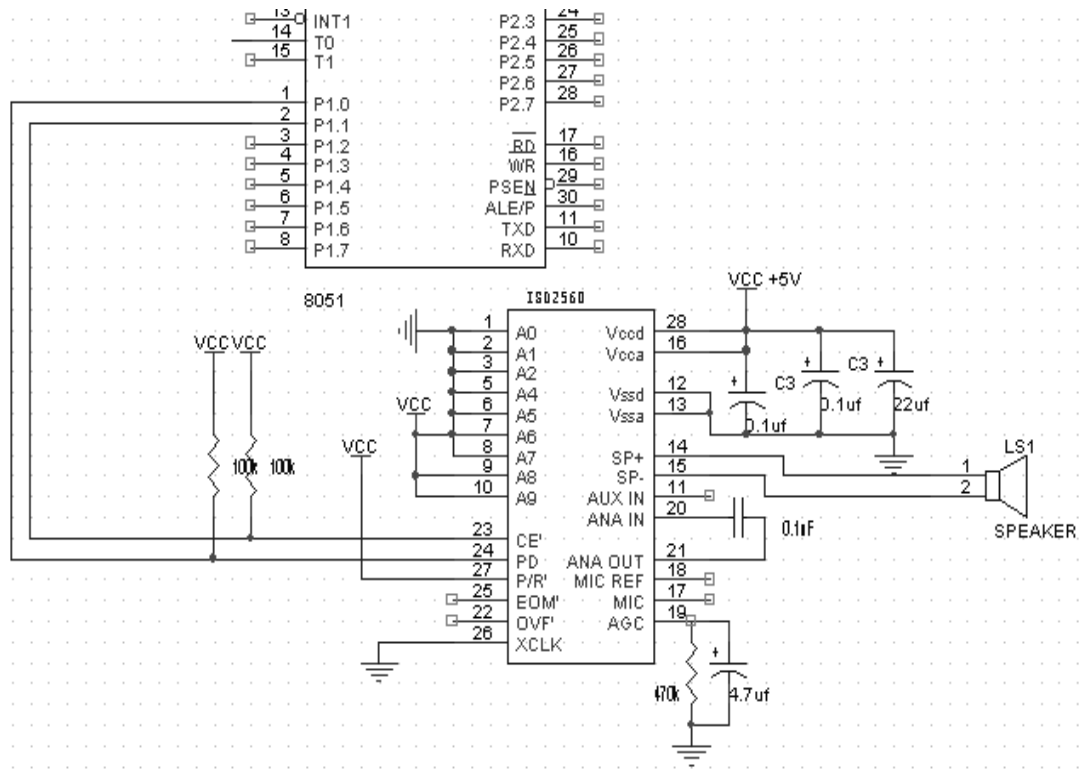 13 INT1
14 T0
15 T1
1 P1.0
2 P1.1
3 P1.2
4 P1.3
5 P1.4
6 P1.5
7 P1.6
8 P1.7
P2.3 24
P2.4 25
P2.5 26
P2.6 27
P2.7 28
RD 17
WR 16
PSEN 29
ALE/P 30
TXD 11
RXD 10
8051
ISD2560
VCC +5V
VCC VCC
100k 100k
VCC
VCC
1 A0
2 A1
3 A2
5 A4
6 A5
7 A6
8 A7
9 A8
10 A9
23 CE'
24 PD
27 P/R'
25 EOM'
22 OVF'
26 XCLK
Vccd 28
Vcca 16
Vssd 12
Vssa 13
SP+ 14
SP- 15
AUX IN 11
ANA IN 20
ANA OUT 21
MIC REF 18
MIC 17
AGC 19
+ C3 0.1uf
+ C3 0.1uf
+ 22uf
0.1uF
LS1
1
2
SPEAKER
470k
+ 4.7uf